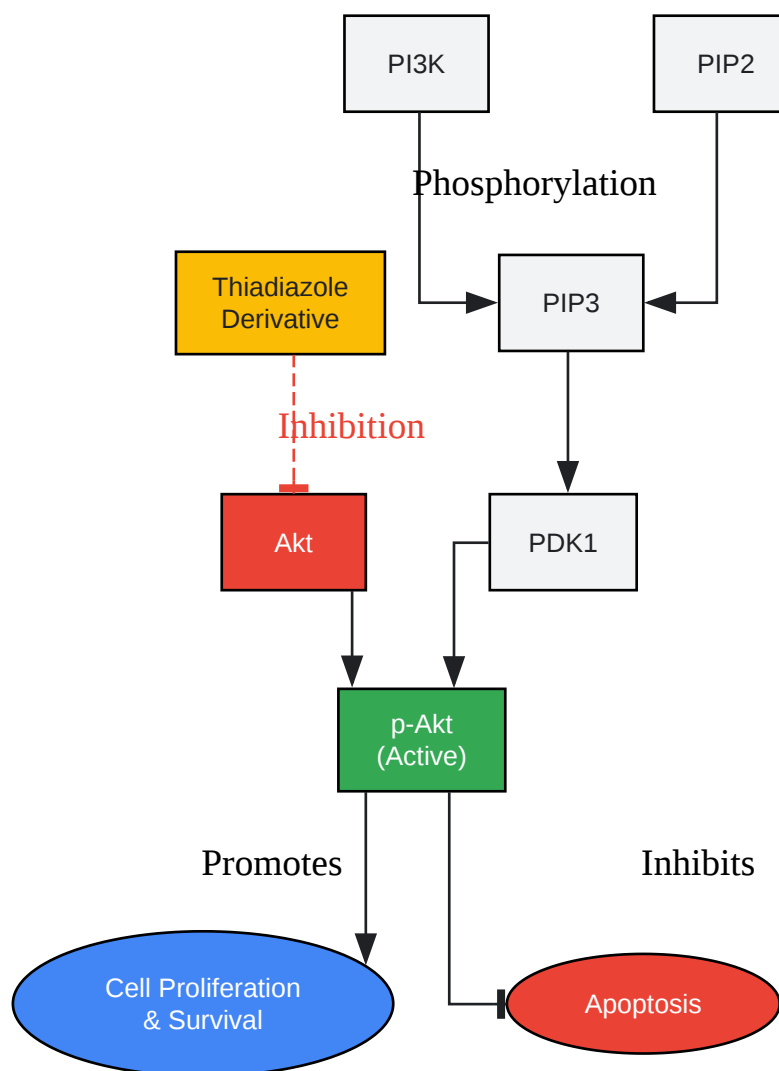 PI3K
PIP2
Phosphorylation
Thiadiazole
Derivative
PIP3
Inhibition
Akt
PDK1
p-Akt
(Active)
Promotes
Inhibits
Cell Proliferation
& Survival
Apoptosis